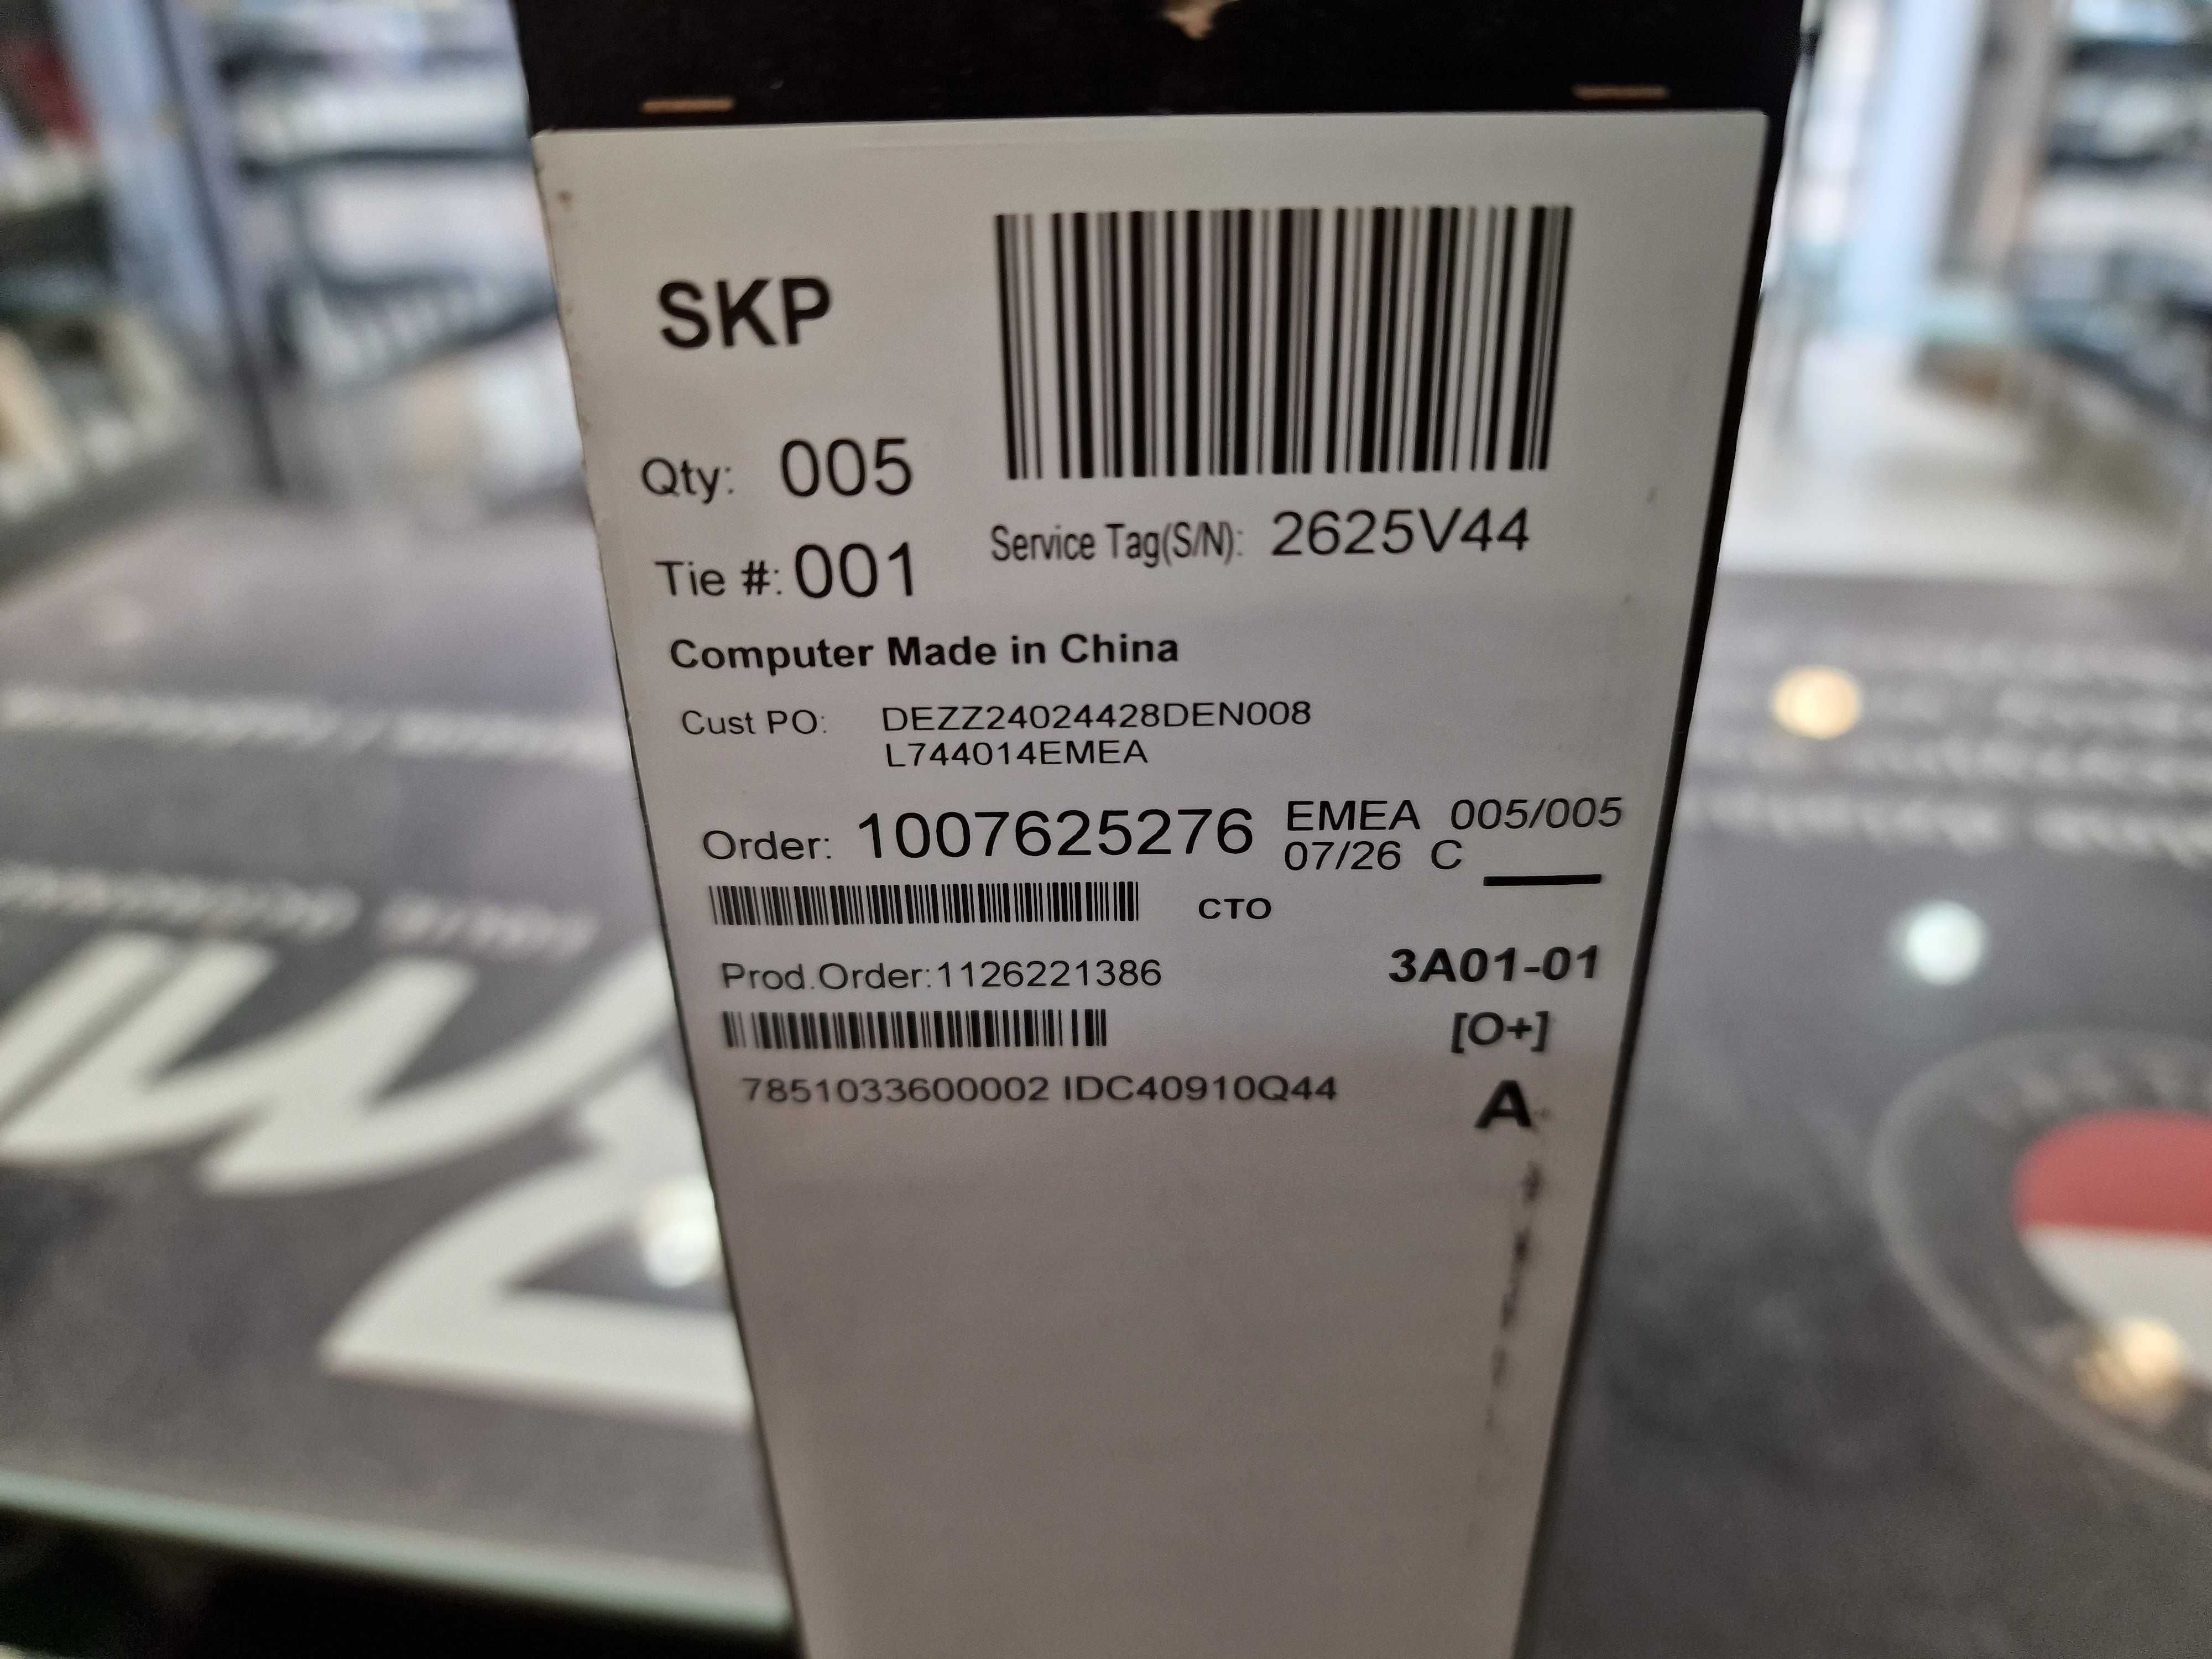 SKP
Qty: 005
Tie #: 001
Service Tag(S/N): 2625V44
Computer Made in China
Cust PO: DEZZ24024428DEN008
L744014EMEA
Order: 1007625276
EMEA 005/005
07/26 C
CTO
Prod.Order:1126221386
3A01-01
[O+]
7851033600002 IDC40910Q44
A